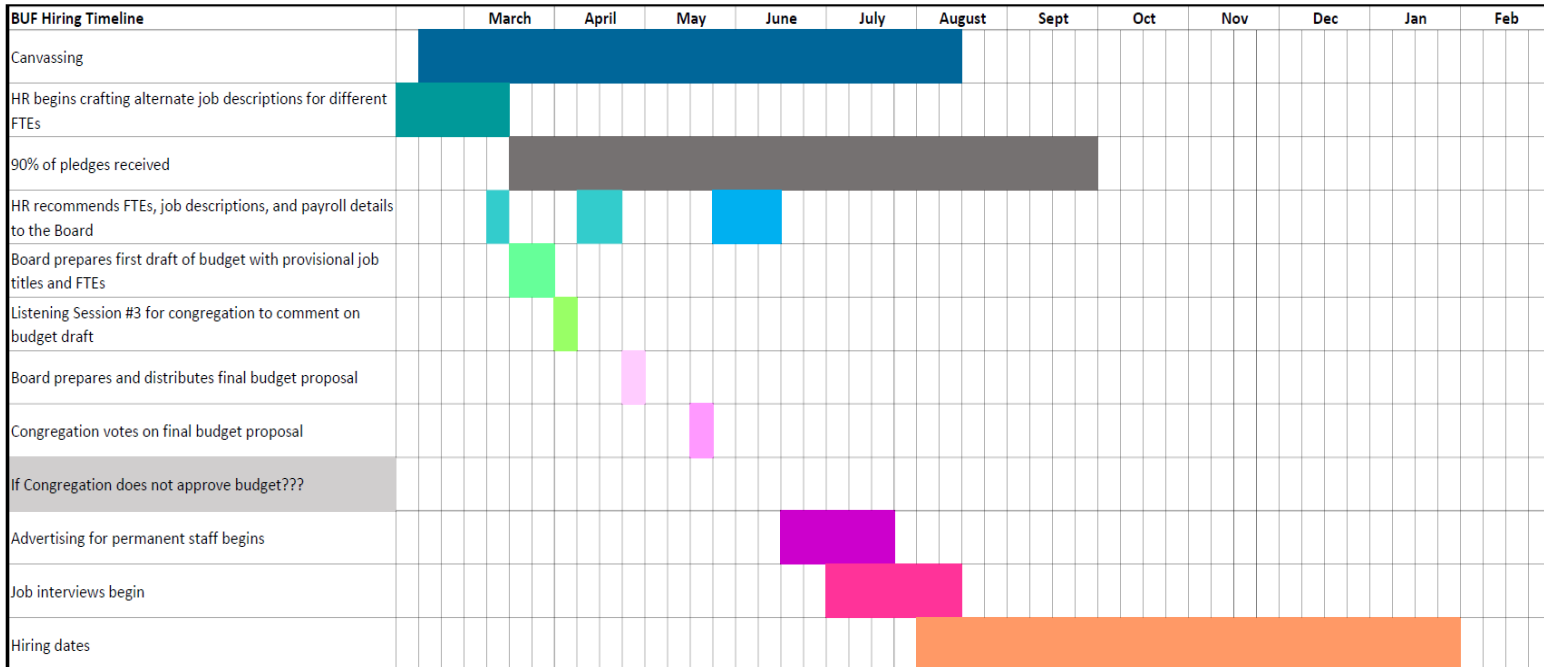 BUF Hiring Timeline March April May June July August Sept Oct Nov Dec Jan Feb
Canvassing
HR begins crafting alternate job descriptions for different
FTEs
90% of pledges received
HR recommends FTEs, job descriptions, and payroll details
to the Board
Board prepares first draft of budget with provisional job
titles and FTEs
Listening Session #3 for congregation to comment on
budget draft
Board prepares and distributes final budget proposal
Congregation votes on final budget proposal
If Congregation does not approve budget???
Advertising for permanent staff begins
Job interviews begin
Hiring dates